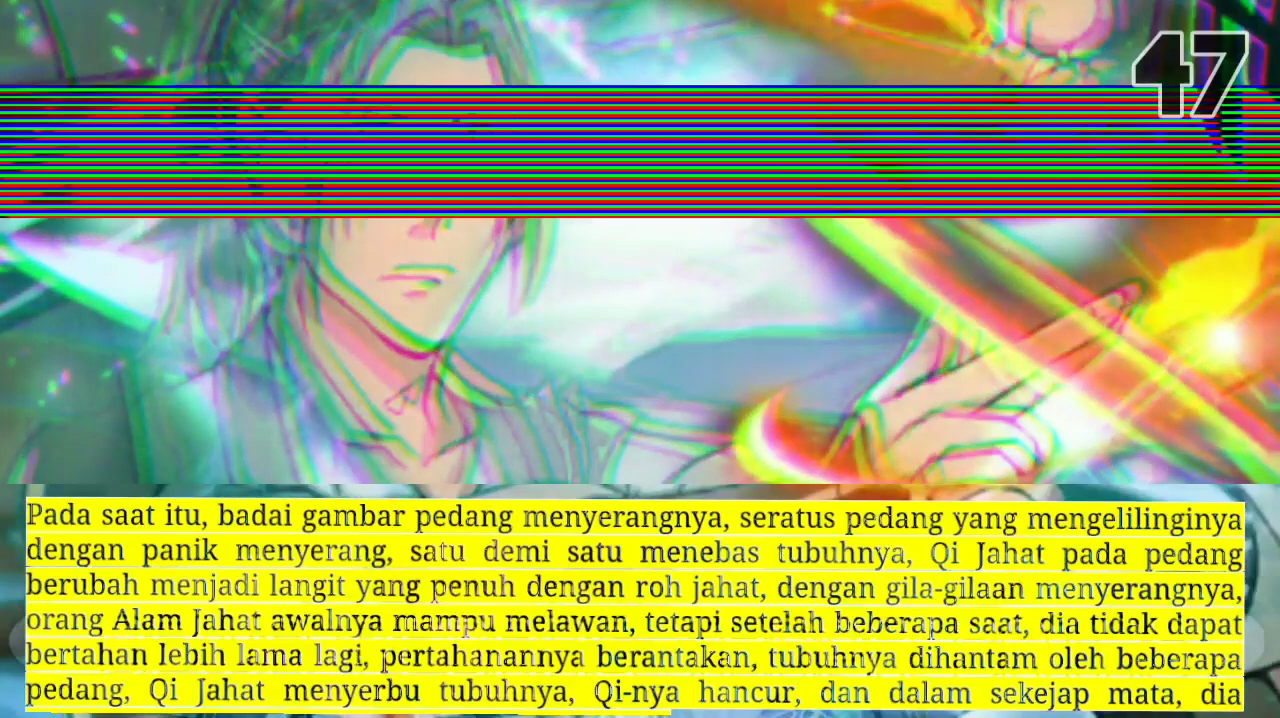 47
Pada saat itu, badai gambar pedang menyerangnya, seratus pedang yang mengelilinginya
dengan panik menyerang, satu demi satu menebas tubuhnya, Qi Jahat pada pedang
berubah menjadi langit yang penuh dengan roh jahat, dengan gila-gilaan menyerangnya,
orang Alam Jahat awalnya mampu melawan, tetapi setelah beberapa saat, dia tidak dapat
bertahan lebih lama lagi, pertahanannya berantakan, tubuhnya dihantam oleh beberapa
pedang, Qi Jahat menyerbu tubuhnya, Qi-nya hancur, dan dalam sekejap mata, dia